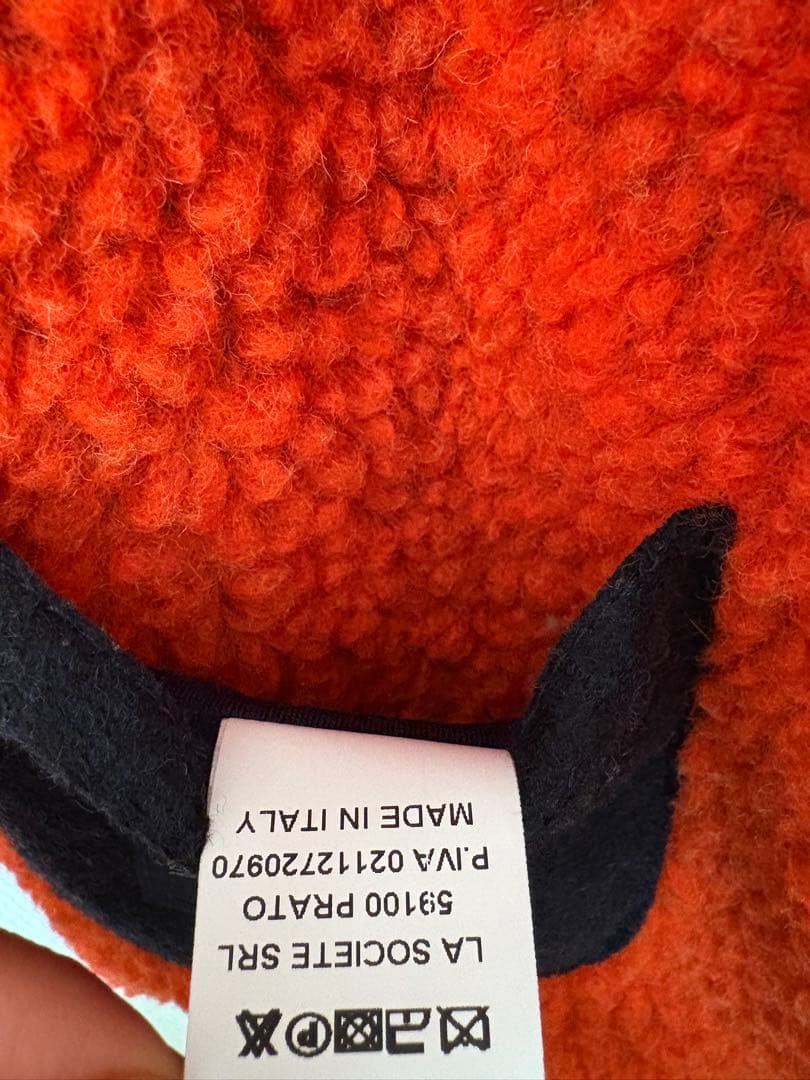 LA SOCIETE SRL
59100 PRATO
P.IVA 02112720970
MADE IN ITALY